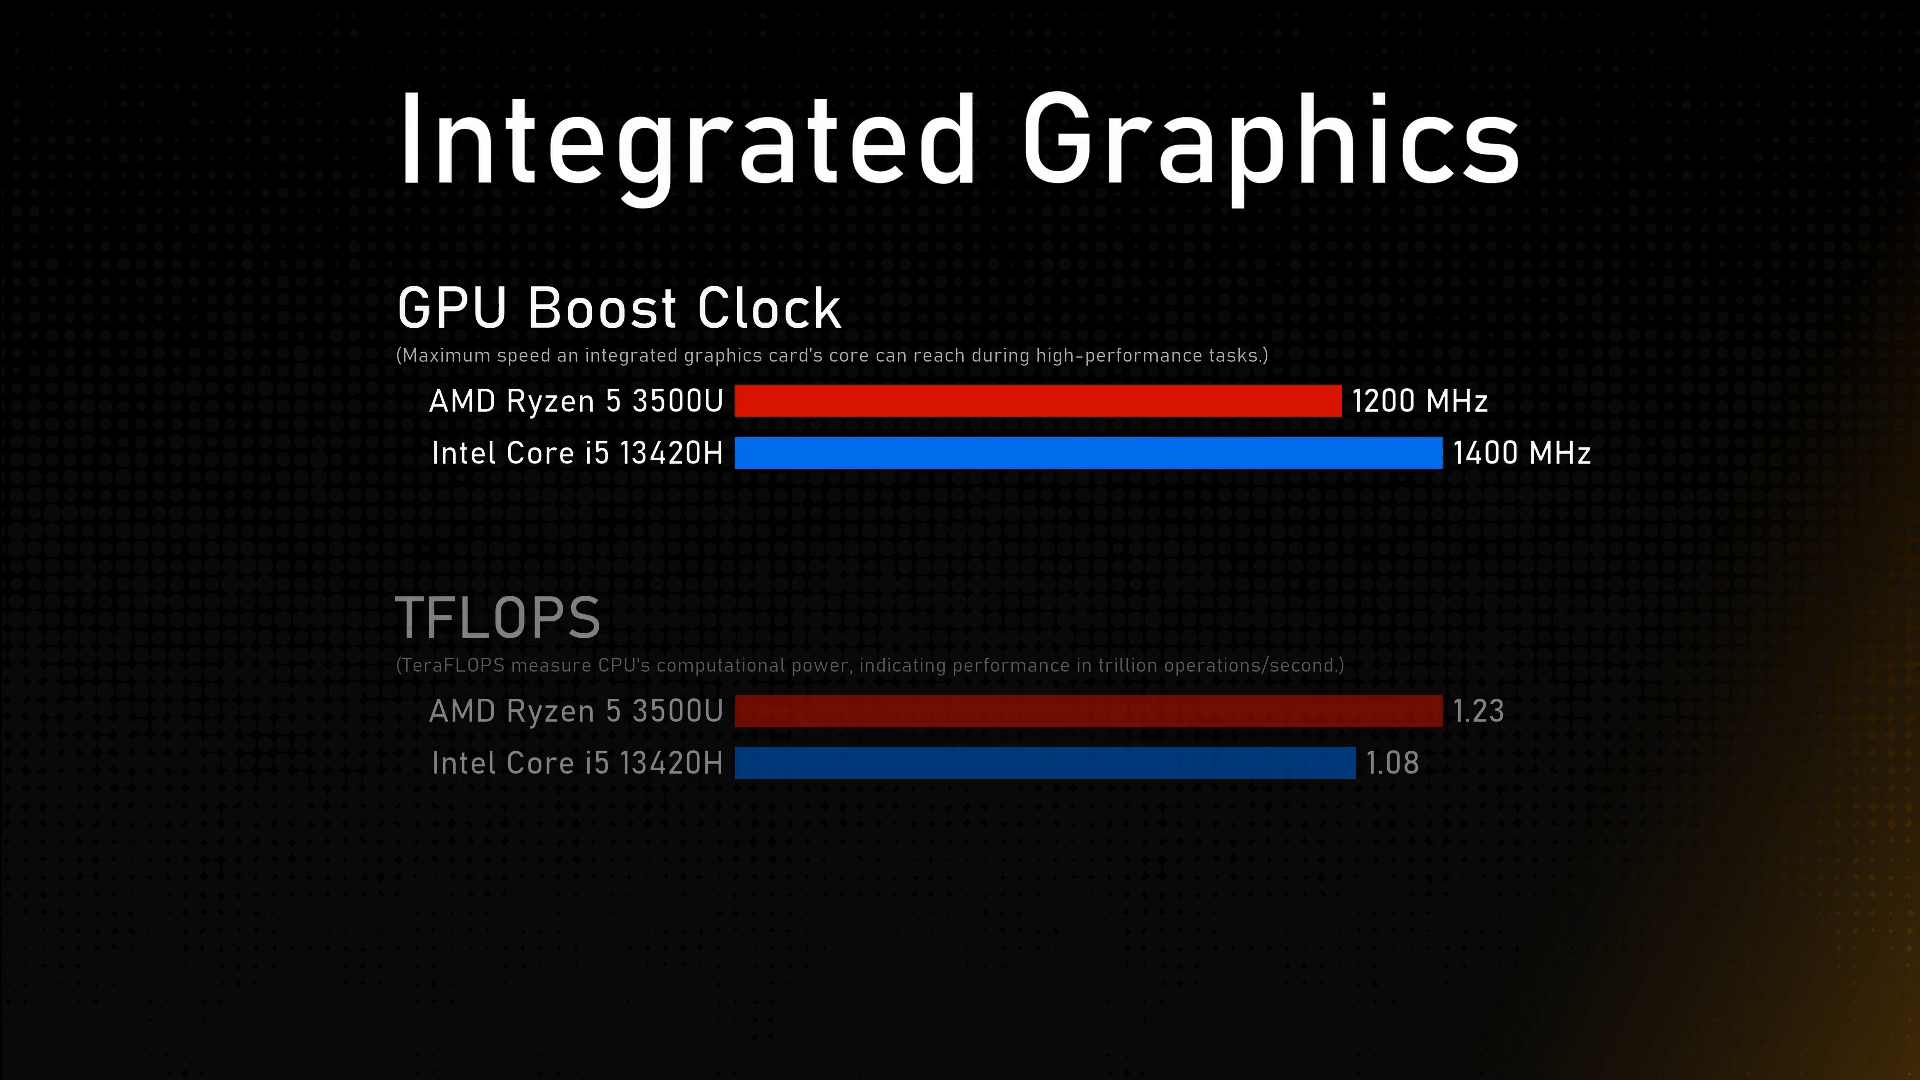 Integrated Graphics
GPU Boost Clock
(Maximum speed an integrated graphics card's core can reach during high-performance tasks.)
AMD Ryzen 5 3500U 1200 MHz
Intel Core i5 13420H 1400 MHz
TFLOPS
(TeraFLOPS measure CPU's computational power, indicating performance in trillion operations/second.)
AMD Ryzen 5 3500U 1.23
Intel Core i5 13420H 1.08